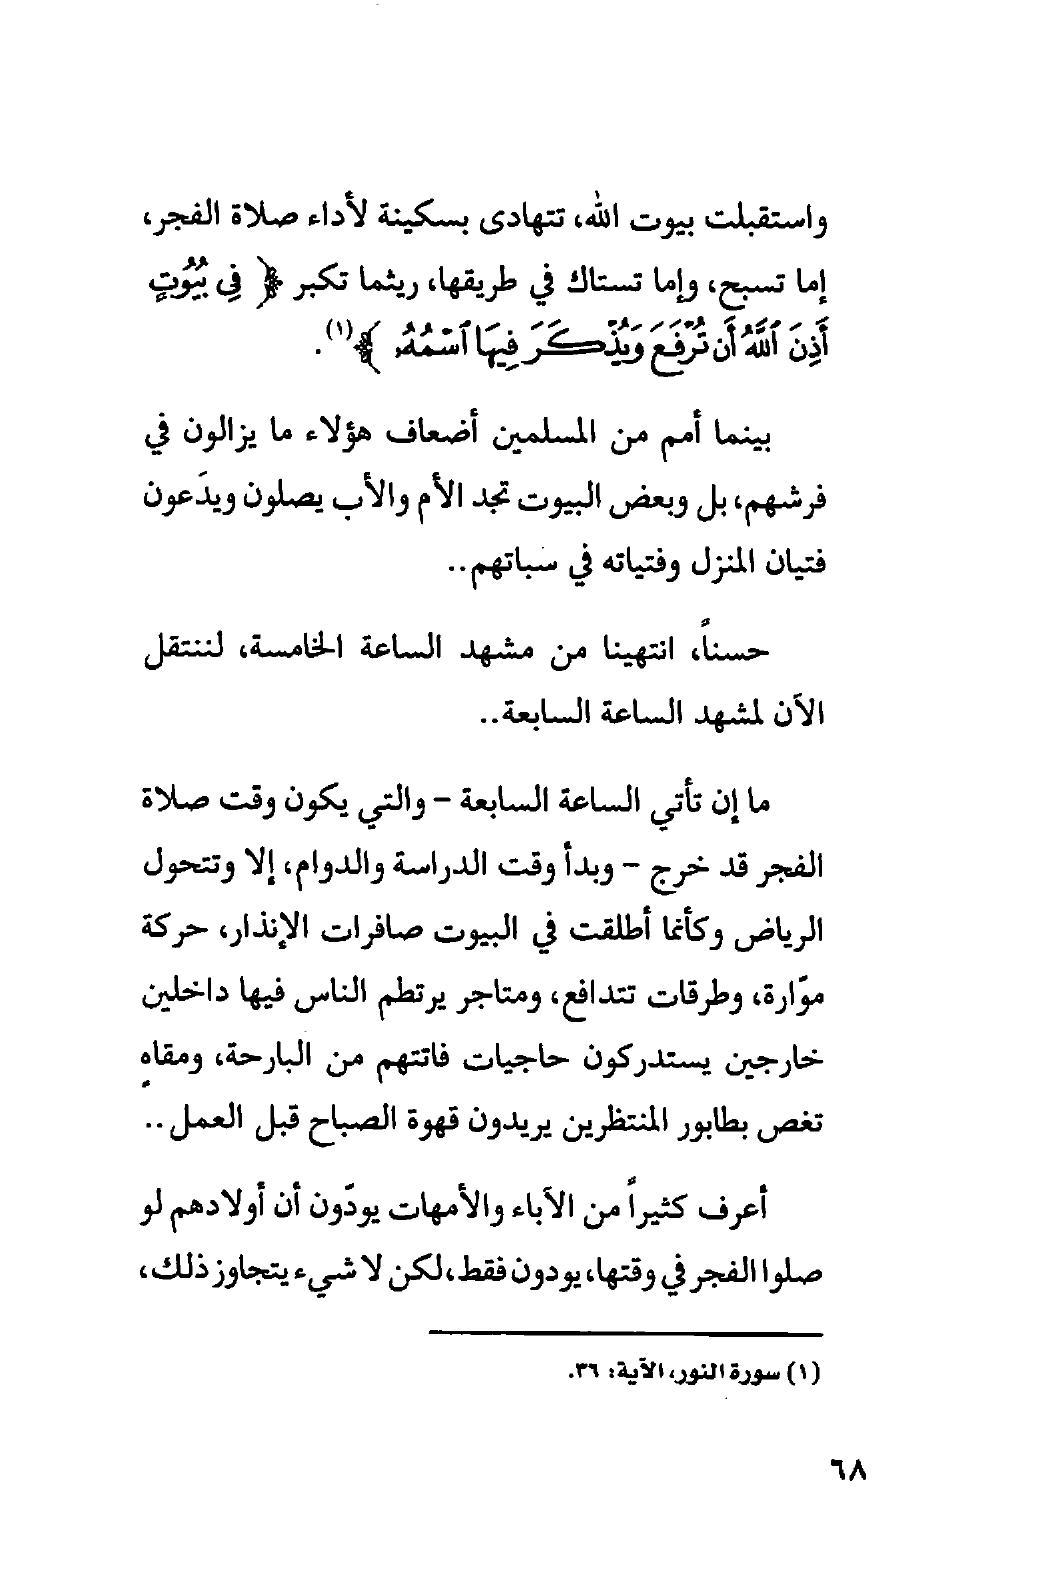 واستقبلت بيوت الله، تتهادى بسكينة لأداء صلاة الفجر،
إما تسبح، وإما تستاك في طريقها، ريثما تكبر ﴿ فِي بُيُوتٍ
أَذِنَ ٱللَّهُ أَن تُرْفَعَ وَيُذْكَرَ فِيهَا ٱسْمُهُۥ ﴾(١).
بينما أمم من المسلمين أضعاف هؤلاء ما يزالون في
فرشهم، بل وبعض البيوت تجد الأم والأب يصلون ويدَعون
فتيان المنزل وفتياته في سباتهم..
حسناً، انتهينا من مشهد الساعة الخامسة، لننتقل
الآن لمشهد الساعة السابعة..
ما إن تأتي الساعة السابعة – والتي يكون وقت صلاة
الفجر قد خرج – وبدأ وقت الدراسة والدوام، إلا وتتحول
الرياض وكأنما أطلقت في البيوت صافرات الإنذار، حركة
موّارة، وطرقات تتدافع، ومتاجر يرتطم الناس فيها داخلين
خارجين يستدركون حاجيات فاتتهم من البارحة، ومقاهٍ
تغص بطابور المنتظرين يريدون قهوة الصباح قبل العمل..
أعرف كثيراً من الآباء والأمهات يودّون أن أولادهم لو
صلوا الفجر في وقتها، يودون فقط، لكن لا شيء يتجاوز ذلك،
(١) سورة النور، الآية: ٣٦.
٦٨